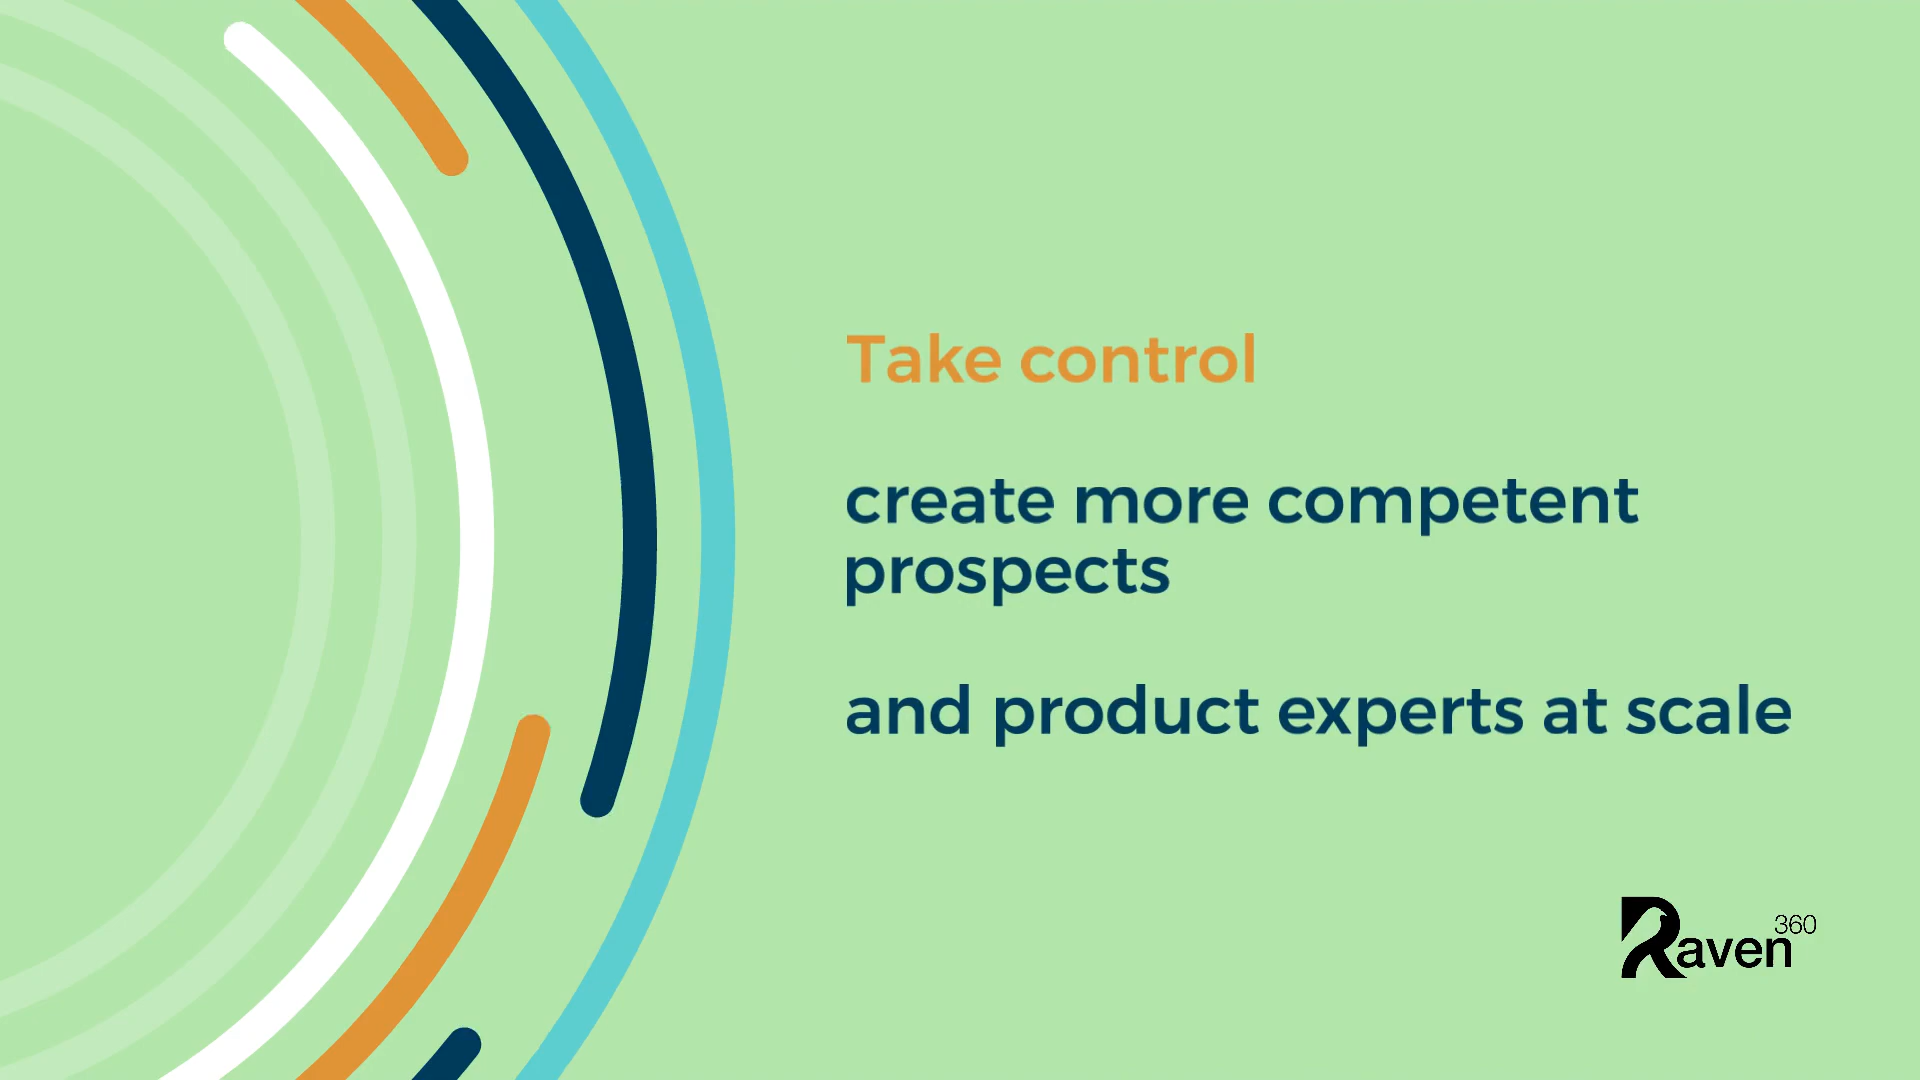 Take control
create more competent
prospects
and product experts at scale
Raven 360